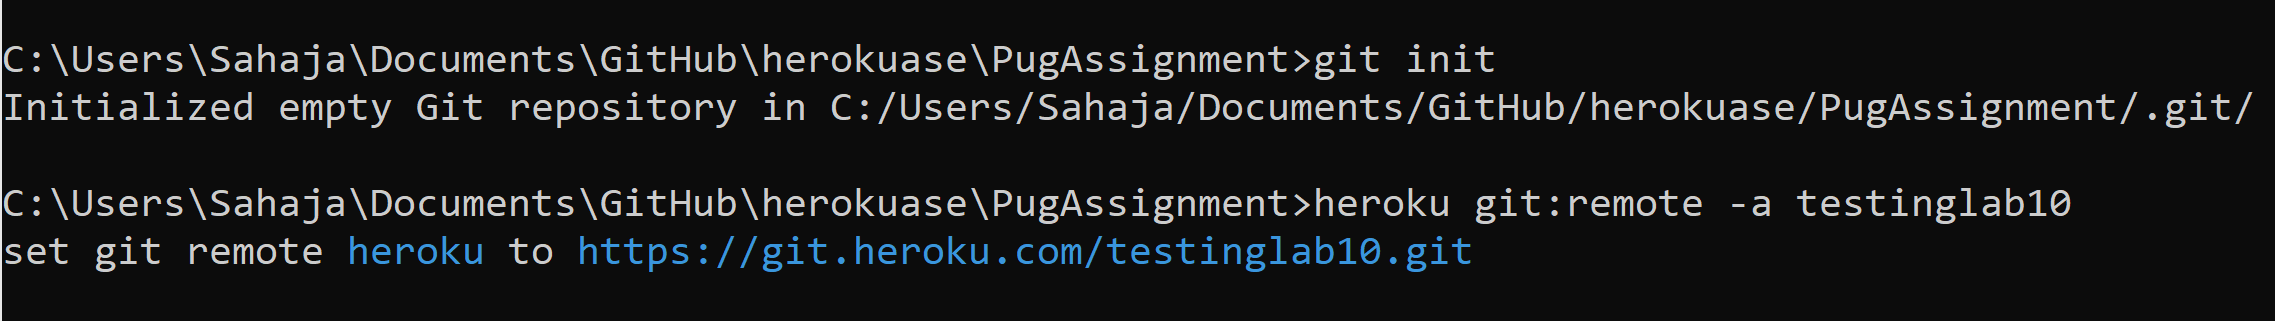 C:\Users\Sahaja\Documents\GitHub\herokuase\PugAssignment>git init
Initialized empty Git repository in C:/Users/Sahaja/Documents/GitHub/herokuase/PugAssignment/.git/
C:\Users\Sahaja\Documents\GitHub\herokuase\PugAssignment>heroku git:remote -a testinglab10
set git remote heroku to https://git.heroku.com/testinglab10.git